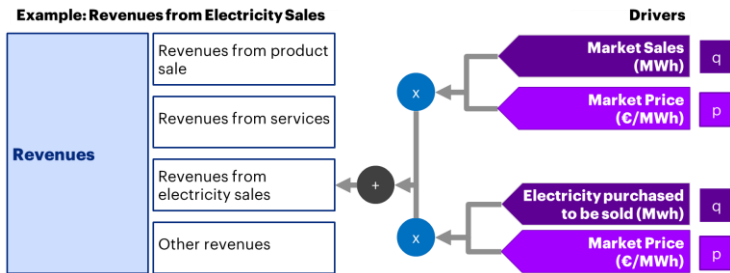 Example: Revenues from Electricity Sales
Revenues
Revenues from product
sale
Revenues from services
Revenues from
electricity sales
Other revenues
+
x
x
Drivers
Market Sales
(MWh)
q
Market Price
(€/MWh)
p
Electricity purchased
to be sold (Mwh)
q
Market Price
(€/MWh)
p